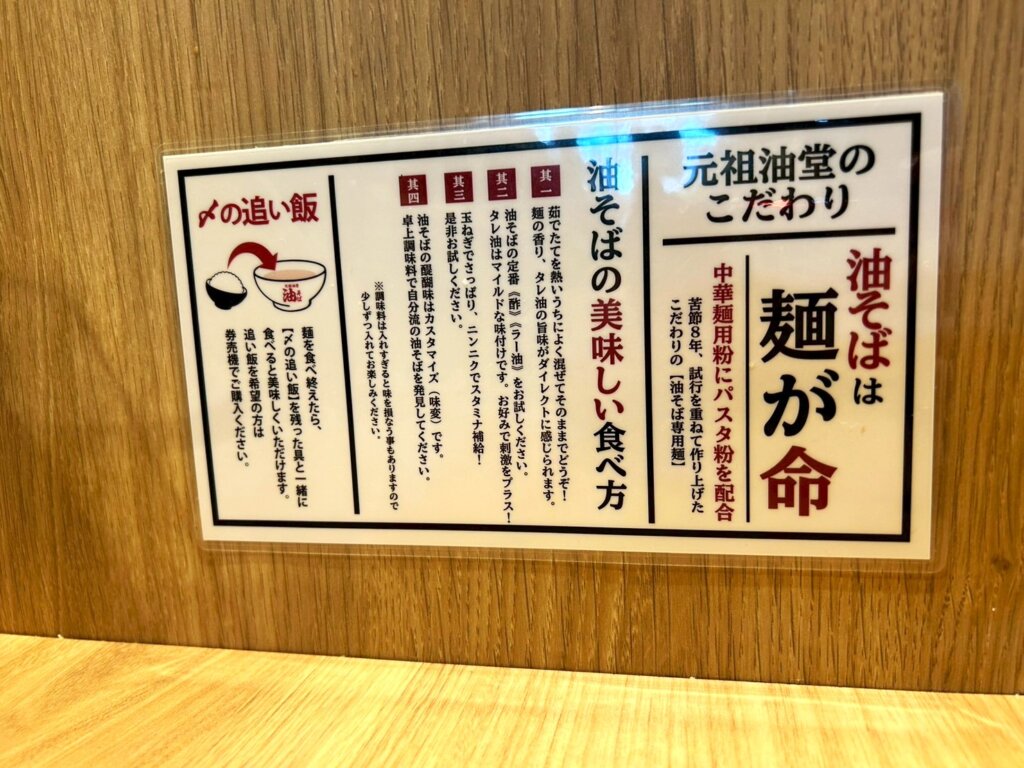 元祖油堂の
こだわり
油そばは
麺が命
中華麺用粉にパスタ粉を配合
苦節8年、試行を重ねて作り上げた
こだわりの【油そば専用麺】
油そばの美味しい食べ方
其一
茹でたてを熱いうちによく混ぜてそのままでどうぞ!
麺の香り、タレ油の旨味がダイレクトに感じられます。
其二
油そばの定番《酢》《ラー油》をお試しください。
タレ油はマイルドな味付けです。お好みで刺激をプラス!
其三
玉ねぎでさっぱり、ニンニクでスタミナ補給!
是非お試しください。
其四
油そばの醍醐味はカスタマイズ(味変)です。
卓上調味料で自分流の油そばを発見してください。
※調味料は入れすぎると味を損なう事もありますので
少しずつ入れてお楽しみください。
〆の追い飯
油そば
麺を食べ終えたら、
【〆の追い飯】を残った具と一緒に
食べると美味しくいただけます。
追い飯を希望の方は
券売機でご購入ください。